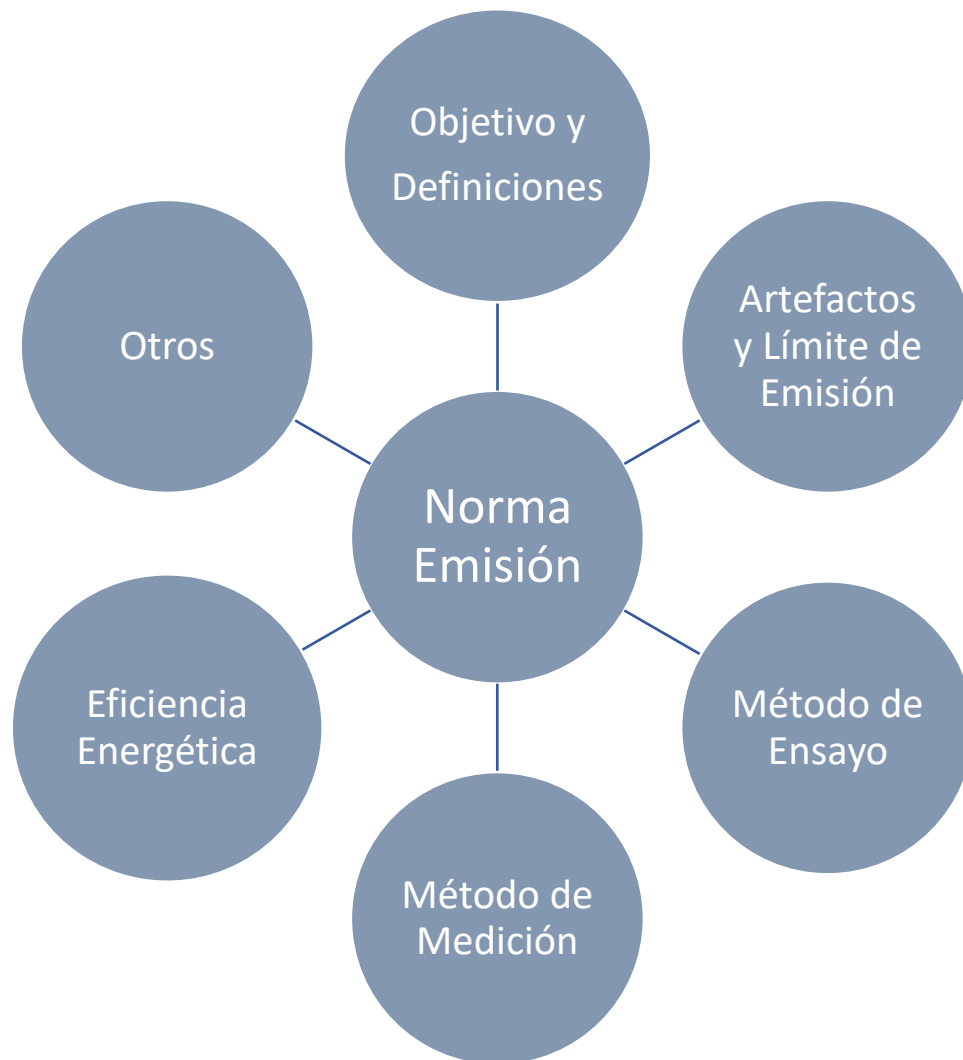 Objetivo y
Definiciones
Artefactos
y Límite de
Emisión
Otros
Norma
Emisión
Eficiencia
Energética
Método de
Ensayo
Método de
Medición